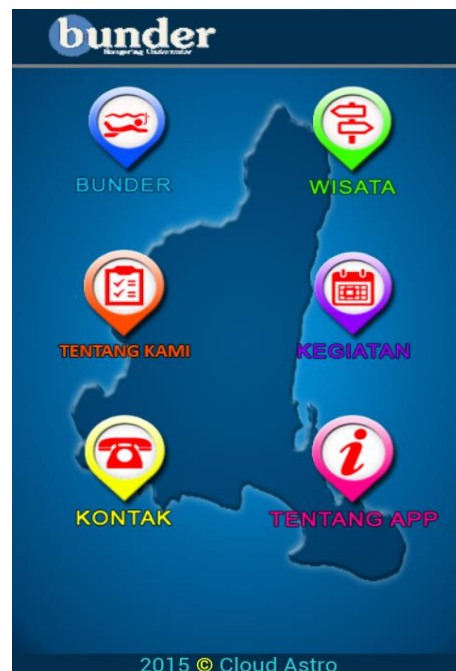 bunder
BUNDER
WISATA
TENTANG KAMI
KEGIATAN
KONTAK
TENTANG APP
2015 © Cloud Astro